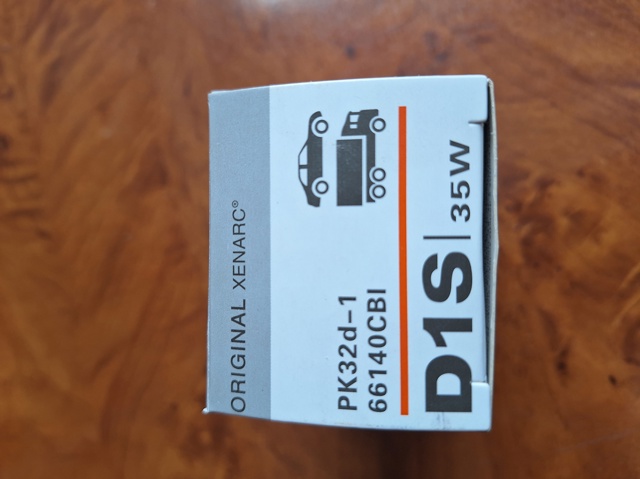 ORIGINAL XENARC®
PK32d-1
66140CBI
D1S 35W